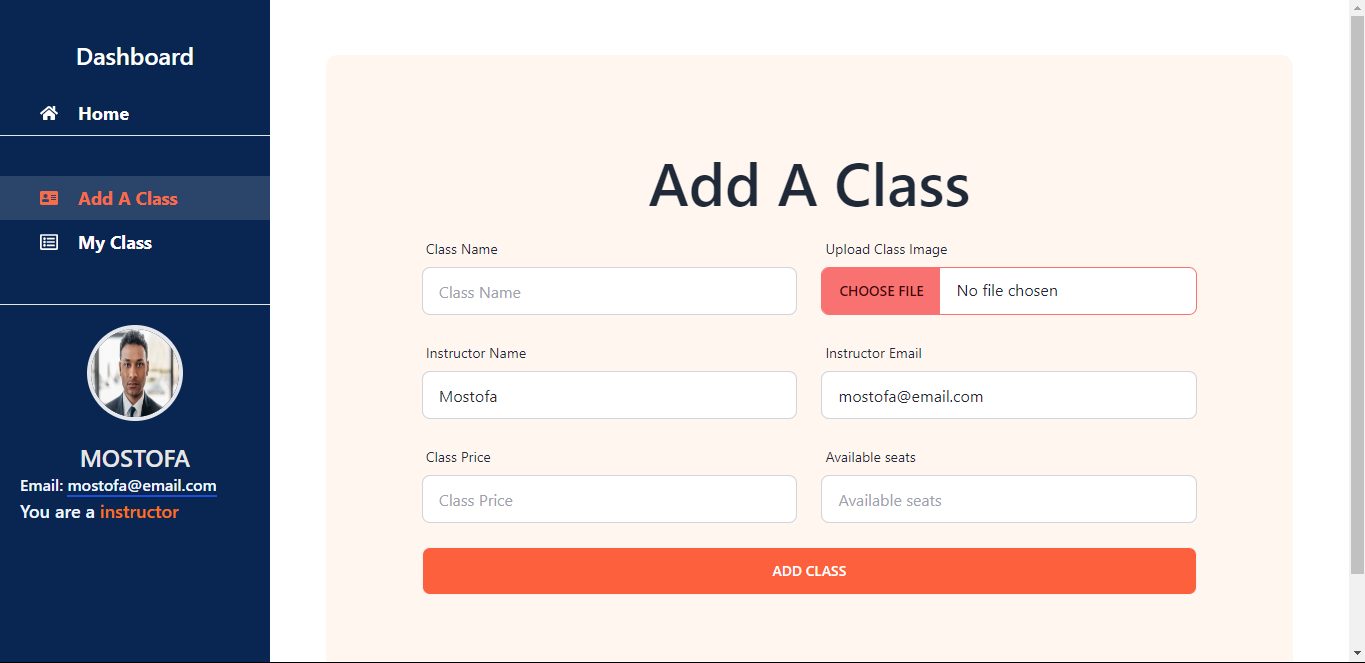 Dashboard
Home
Add A Class
My Class
MOSTOFA
Email: mostofa@email.com
You are a instructor
Add A Class
Class Name
Upload Class Image
Class Name
CHOOSE FILE No file chosen
Instructor Name
Instructor Email
Mostofa
mostofa@email.com
Class Price
Available seats
Class Price
Available seats
ADD CLASS